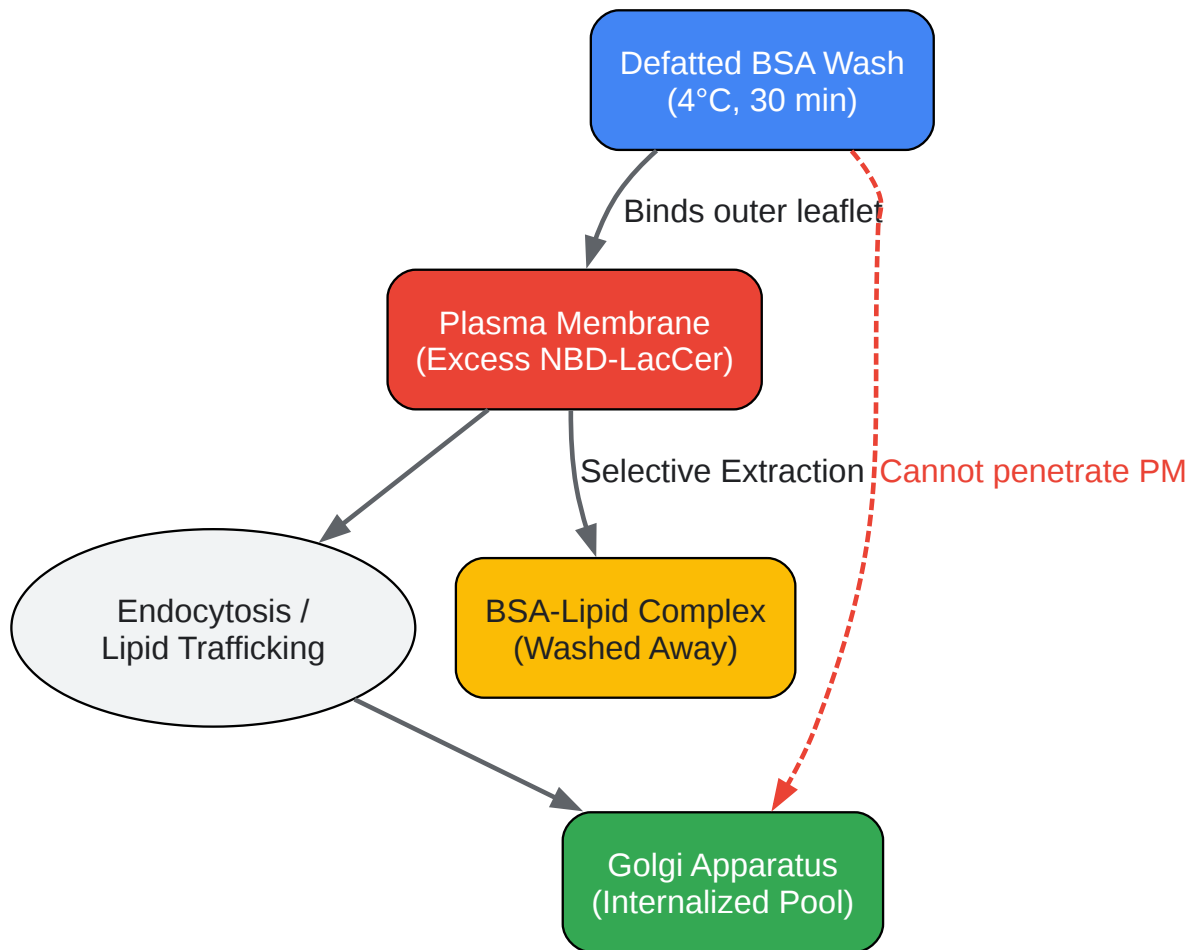 Defatted BSA Wash
(4°C, 30 min)
Binds outer leaflet
Plasma Membrane
(Excess NBD-LacCer)
Selective Extraction
Cannot penetrate PM
Endocytosis /
Lipid Trafficking
BSA-Lipid Complex
(Washed Away)
Golgi Apparatus
(Internalized Pool)